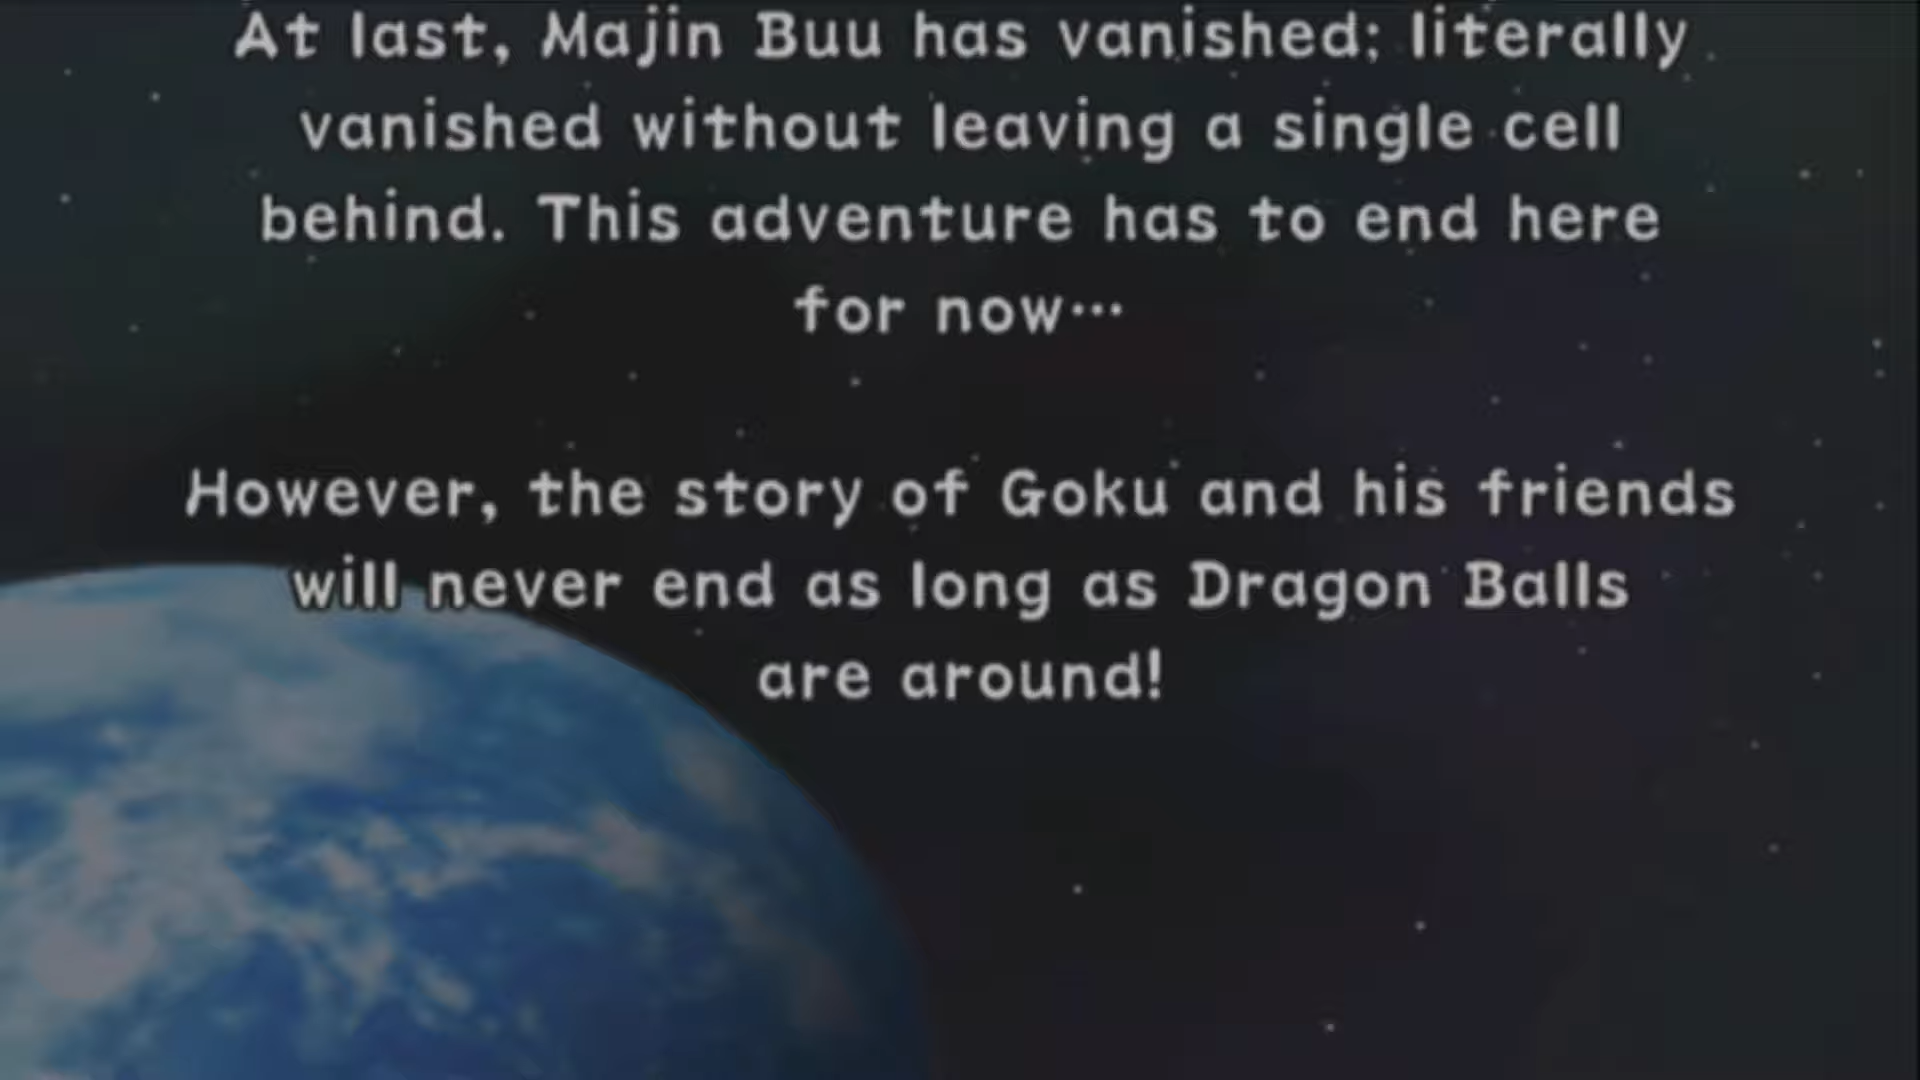 At last, Majin Buu has vanished; literally
vanished without leaving a single cell
behind. This adventure has to end here
for now…
However, the story of Goku and his friends
will never end as long as Dragon Balls
are around!